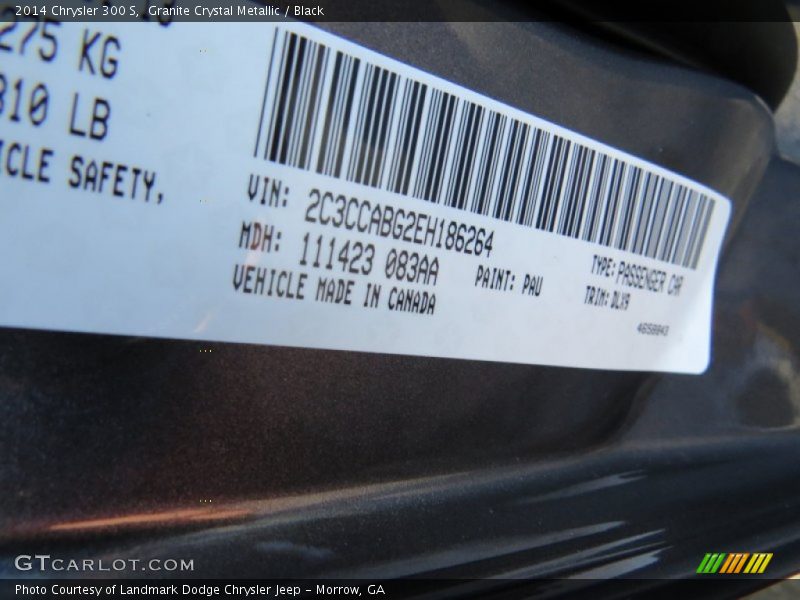 2014 Chrysler 300 S, Granite Crystal Metallic / Black
275 KG
310 LB
ICLE SAFETY,
VIN: 2C3CCABG2EH186264
MDH: 111423 083AA
PAINT: PAU
TYPE: PASSENGER CAR
VEHICLE MADE IN CANADA
TRIM: DLX9
GTCARLOT.COM
Photo Courtesy of Landmark Dodge Chrysler Jeep - Morrow, GA